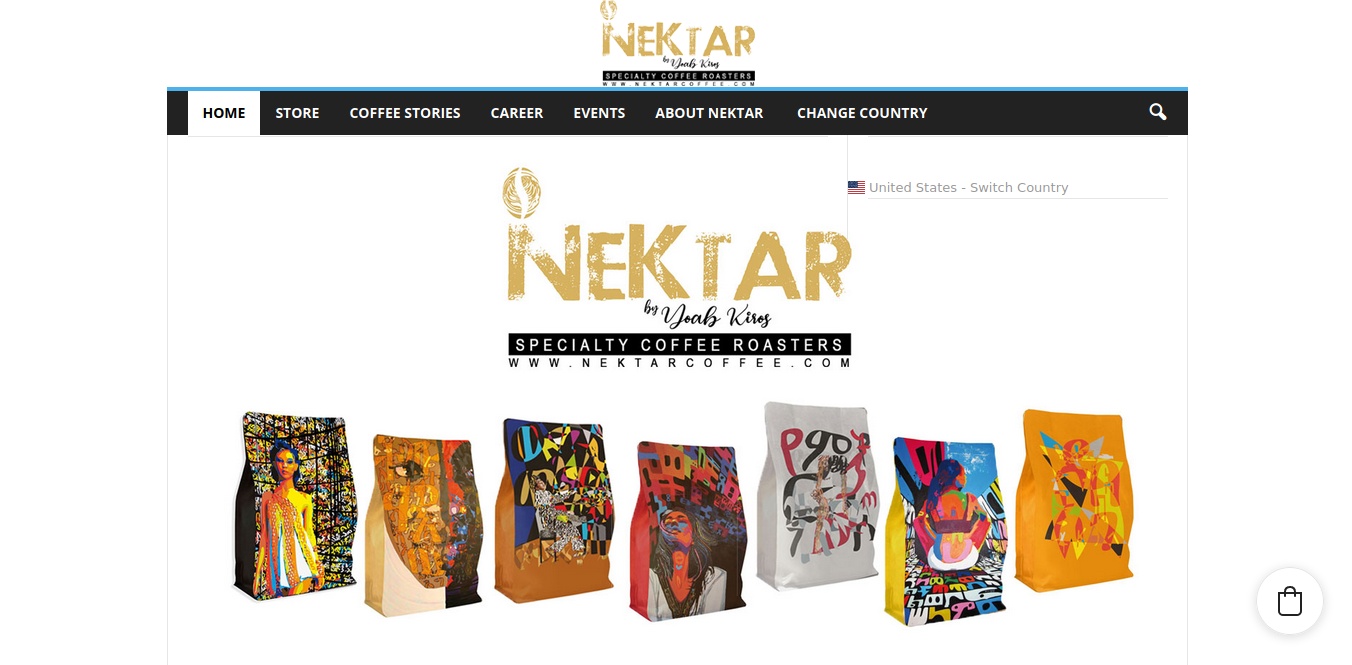 NEKTAR
by Yoab Kiros
SPECIALTY COFFEE ROASTERS
WWW.NEKTARCOFFEE.COM
HOME STORE COFFEE STORIES CAREER EVENTS ABOUT NEKTAR CHANGE COUNTRY
United States - Switch Country
NEKTAR
by Yoab Kiros
SPECIALTY COFFEE ROASTERS
WWW.NEKTARCOFFEE.COM